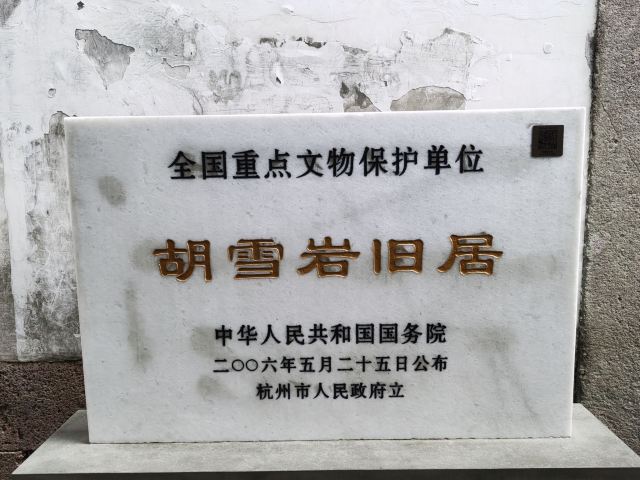 全国重点文物保护单位
胡雪岩旧居
中华人民共和国国务院
二〇〇六年五月二十五日公布
杭州市人民政府立